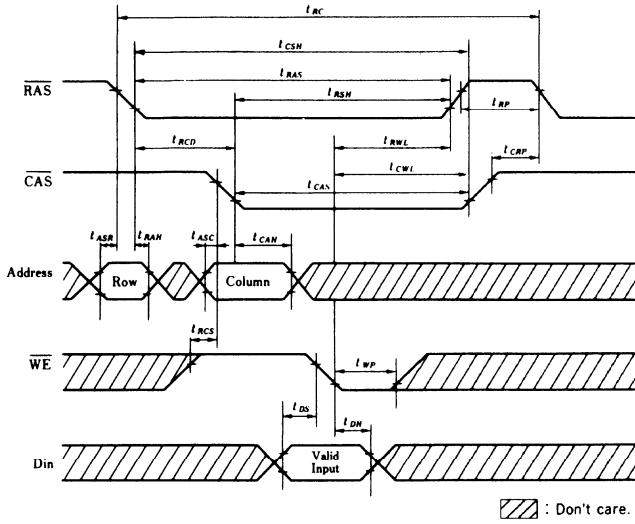 tRC
tCSH
tRAS
RAS
tRSH
tRP
tRCD
tRWL
tCRP
CAS
tCWL
tCAS
tASR
tRAH
tASC
tCAH
Address
Row
Column
tRCS
WE
tWP
tDS
tDH
Din
Valid
Input
: Don't care.